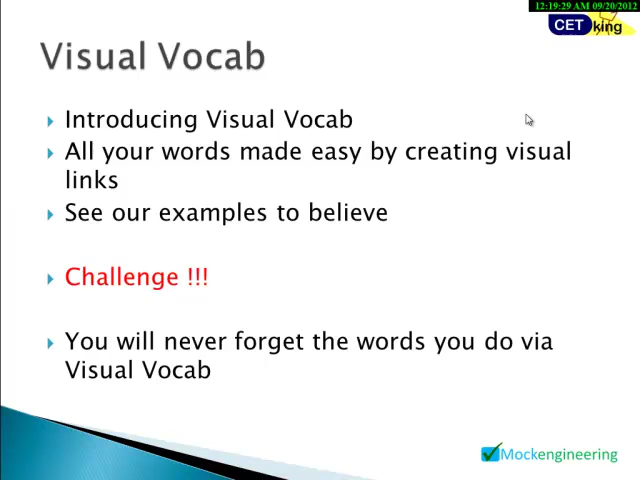 12:19:29 AM 09/20/2012
CET king
Visual Vocab
Introducing Visual Vocab
All your words made easy by creating visual
links
See our examples to believe
Challenge !!!
You will never forget the words you do via
Visual Vocab
Mockengineering